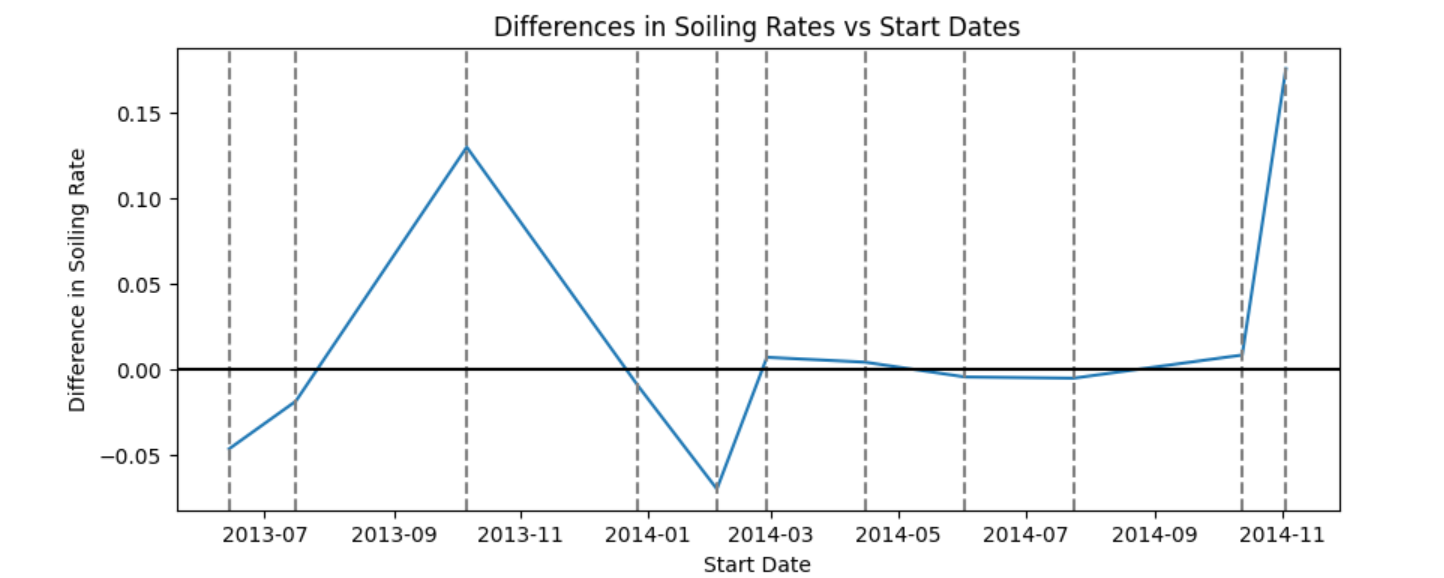 Differences in Soiling Rates vs Start Dates
Difference in Soiling Rate
0.15
0.10
0.05
0.00
−0.05
2013-07 2013-09 2013-11 2014-01 2014-03 2014-05 2014-07 2014-09 2014-11
Start Date